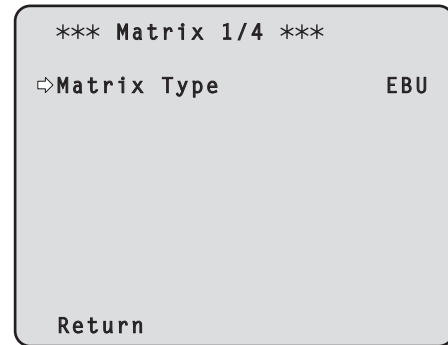 *** Matrix 1/4 ***
⇨Matrix Type EBU
Return